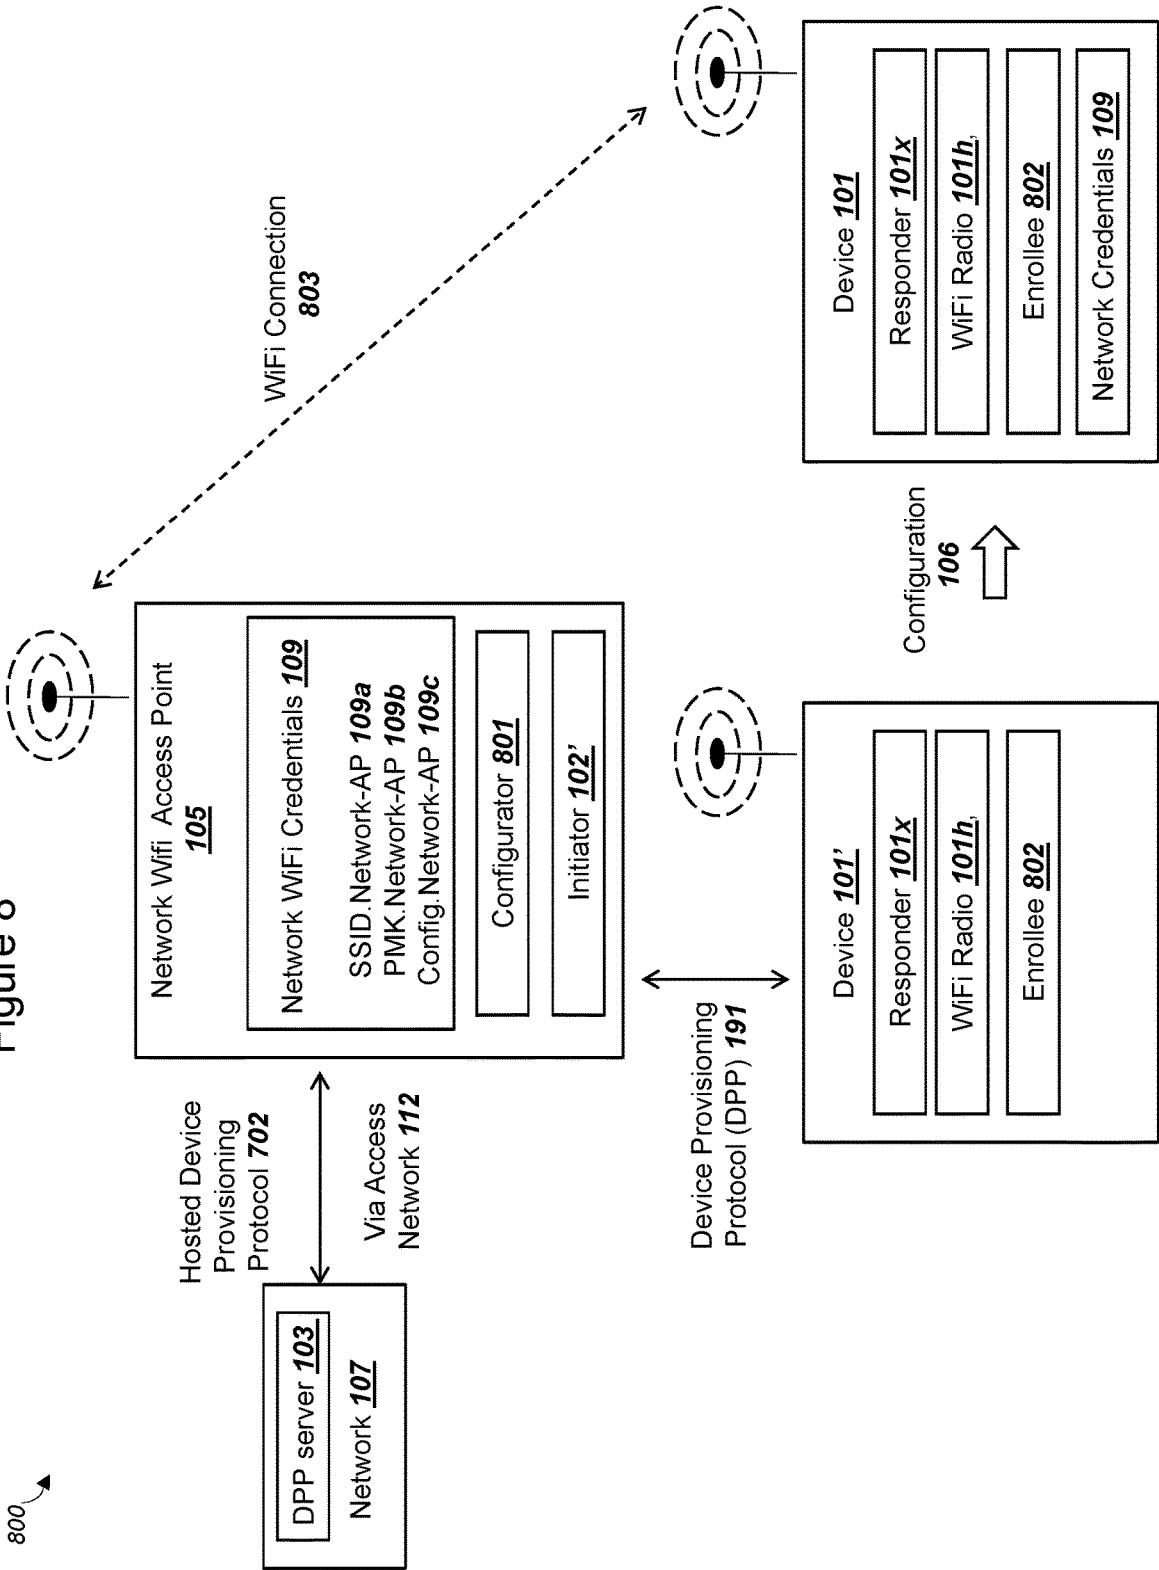 Figure 8
800
DPP server 103
Network 107
Hosted Device
Provisioning
Protocol 702
Via Access
Network 112
Network Wifi Access Point
105
Network WiFi Credentials 109
SSID.Network-AP 109a
PMK.Network-AP 109b
Config.Network-AP 109c
Configurator 801
Initiator 102'
WiFi Connection
803
Device Provisioning
Protocol (DPP) 191
Device 101'
Responder 101x
WiFi Radio 101h,
Enrollee 802
Configuration
106
Device 101
Responder 101x
WiFi Radio 101h,
Enrollee 802
Network Credentials 109